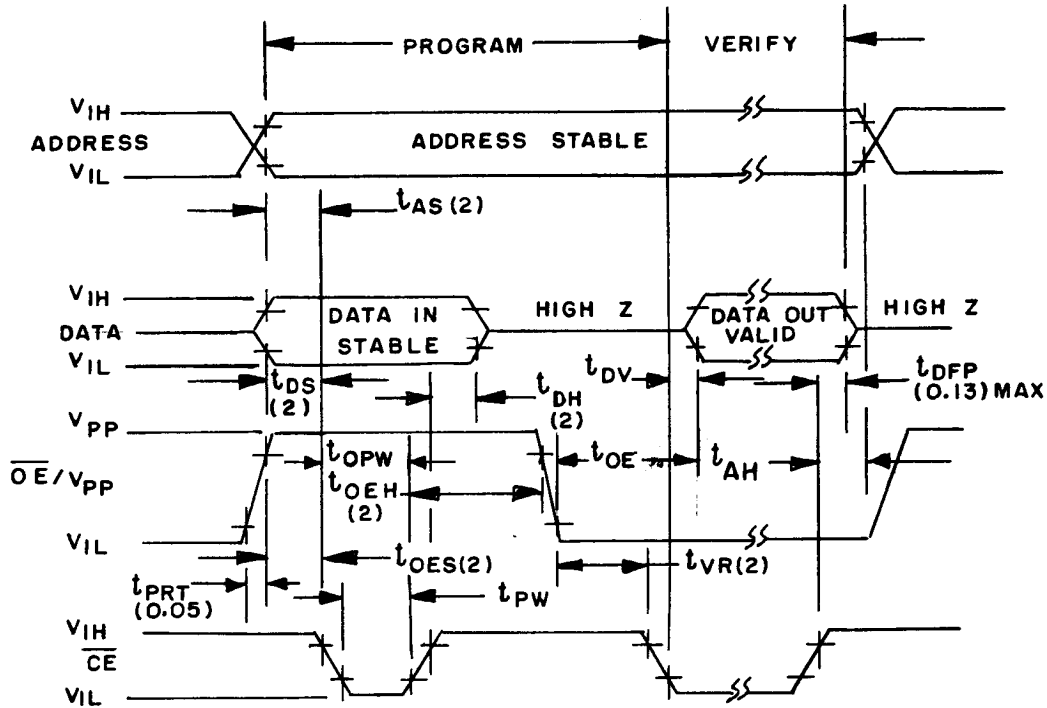 PROGRAM VERIFY
VIH
ADDRESS ADDRESS STABLE
VIL
tAS(2)
VIH
DATA DATA IN STABLE HIGH Z DATA OUT VALID HIGH Z
VIL
tDS (2) tDH (2) tDV tDFP (0.13) MAX
VPP
OE/VPP tOPW tOE tAH
tOEH (2)
VIL
tOES(2) tVR(2)
tPRT (0.05) tPW
VIH
CE
VIL